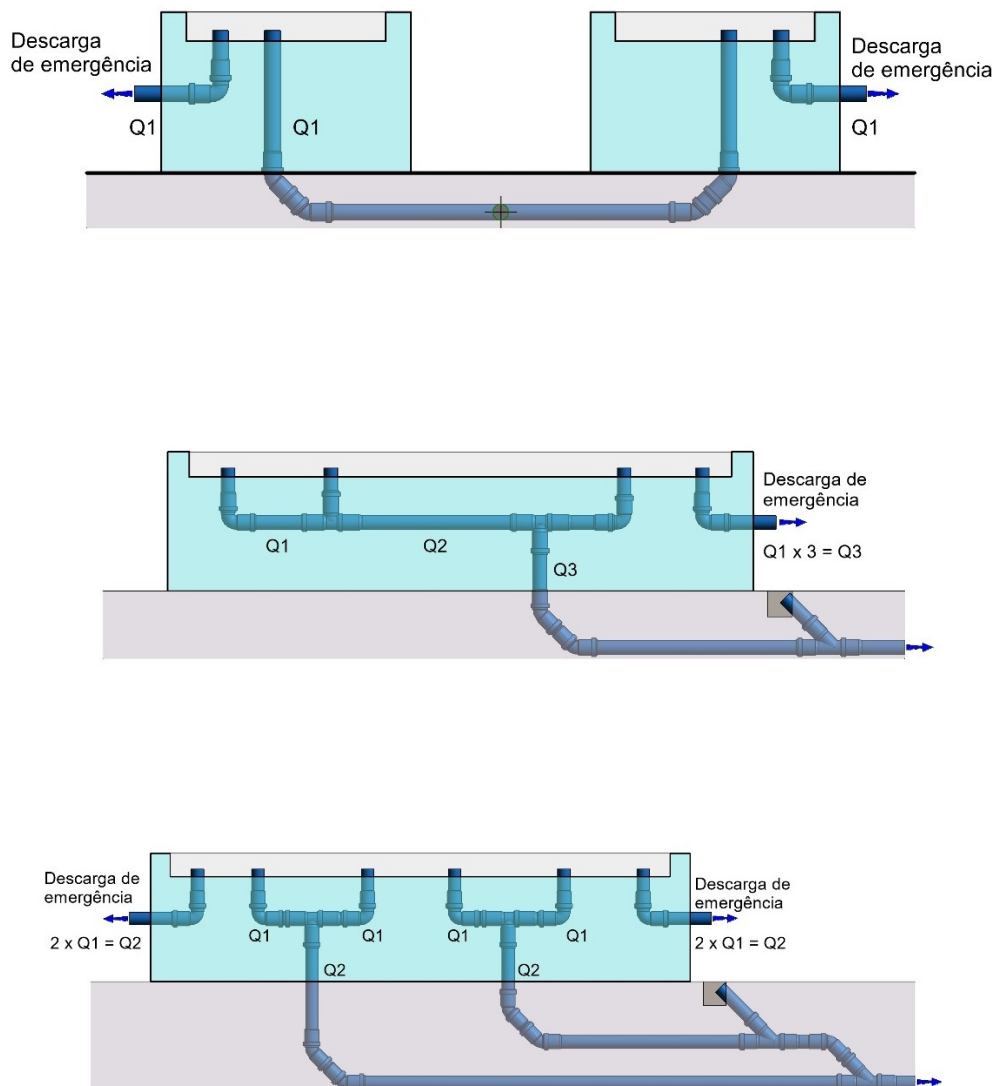 Descarga
de emergência
Q1
Q1
Descarga
de emergência
Q1
Descarga de
emergência
Q1 x 3 = Q3
Q1
Q2
Q3
Descarga de
emergência
2 x Q1 = Q2
Q1
Q1
Q1
Q1
Q2
Q2
Descarga de
emergência
2 x Q1 = Q2